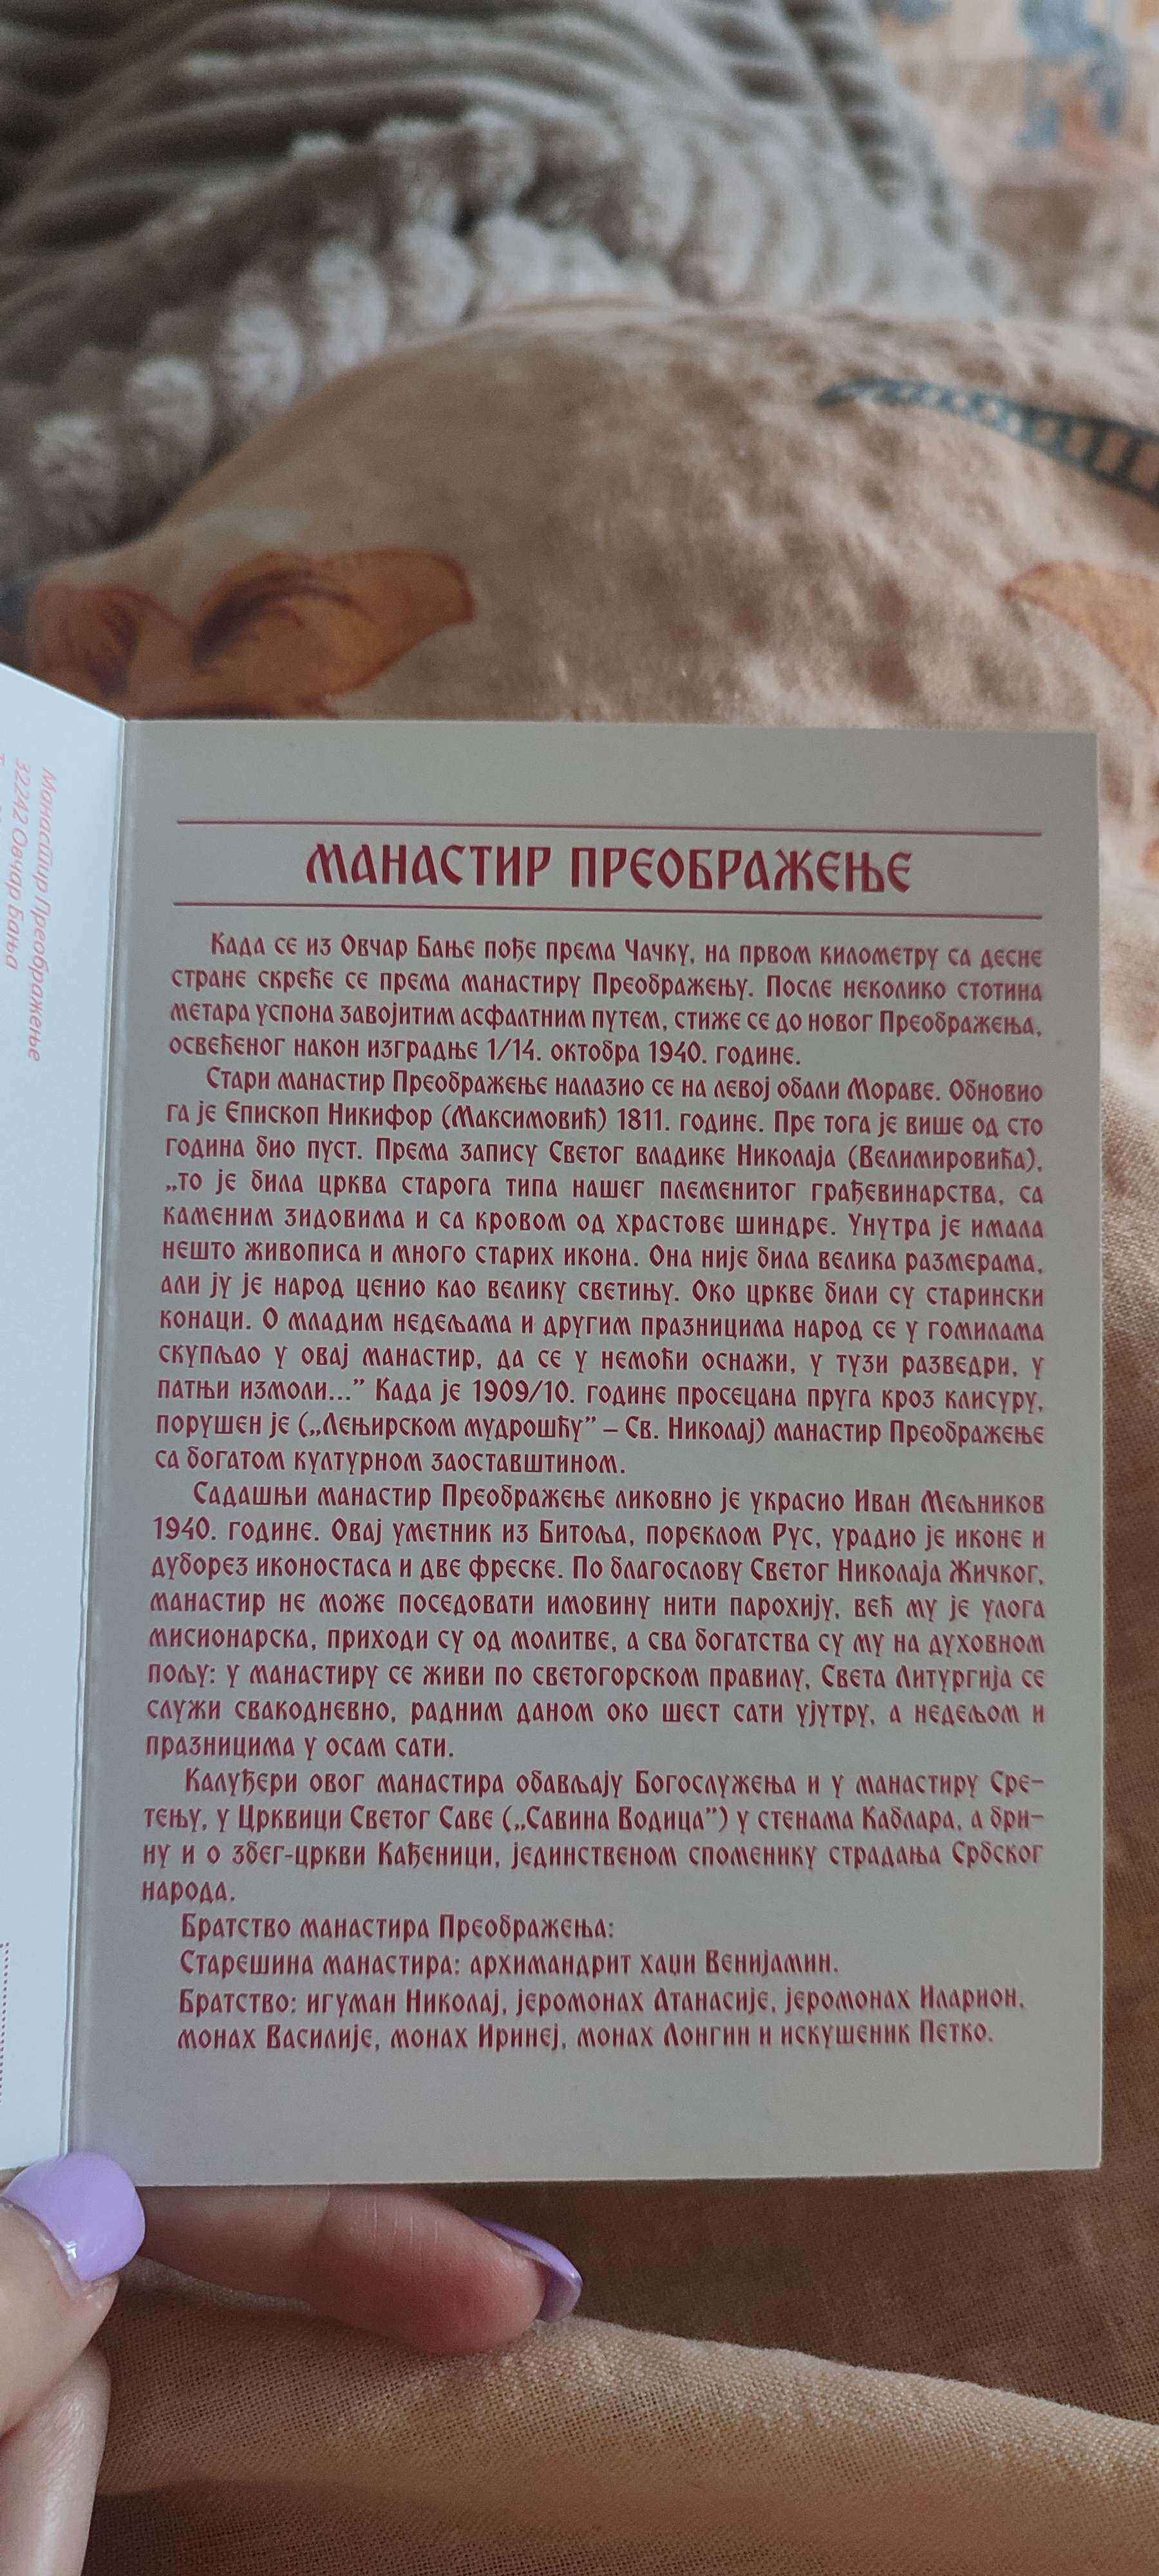 Манастир Преображење
32242 Овчар Бања
МАНАСТИР ПРЕОБРАЖЕЊЕ
Када се из Овчар Бање пође према Чачку, на првом километру са десне
стране скреће се према манастиру Преображењу. После неколико стотина
метара успона завојитим асфалтним путем, стиже се до новог Преображења,
освећеног након изградње 1/14. октобра 1940. године.
Стари манастир Преображење налазио се на левој обали Мораве. Обновио
га је Епископ Никифор (Максимовић) 1811. године. Пре тога је више од сто
година био пуст. Према запису Светог владике Николаја (Велимировића),
„то је била црква старога типа нашег племенитог грађевинарства, са
каменим зидовима и са кровом од храстове шиндре. Унутра је имала
нешто живописа и много старих икона. Она није била велика размерама,
али ју је народ ценио као велику светињу. Око цркве били су старински
конаци. О младим недељама и другим празницима народ се у гомилама
скупљао у овај манастир, да се у немоћи оснажи, у тузи разведри, у
патњи измоли...” Када је 1909/10. године просецана пруга кроз клисуру,
порушен је („Лењирском мудрошћу” – Св. Николај) манастир Преображење
са богатом културном заоставштином.
Садашњи манастир Преображење ликовно је украсио Иван Мељников
1940. године. Овај уметник из Битоља, пореклом Рус, урадио је иконе и
дуборез иконостаса и две фреске. По благослову Светог Николаја Жичког,
манастир не може поседовати имовину нити парохију, већ му је улога
мисионарска, приходи су од молитве, а сва богатства су му на духовном
пољу: у манастиру се живи по светогорском правилу, Света Литургија се
служи свакодневно, радним даном око шест сати ујутру, а недељом и
празницима у осам сати.
Калуђери овог манастира обављају Богослужења и у манастиру Сре-
тењу, у Црквици Светог Саве („Савина Водица”) у стенама Каблара, а бри-
ну и о збег-цркви Кађеници, јединственом споменику страдања Србског
народа.
Братство манастира Преображења:
Старешина манастира: архимандрит хаџи Венијамин.
Братство: игуман Николај, јеромонах Атанасије, јеромонах Иларион,
монах Василије, монах Иринеј, монах Лонгин и искушеник Петко.